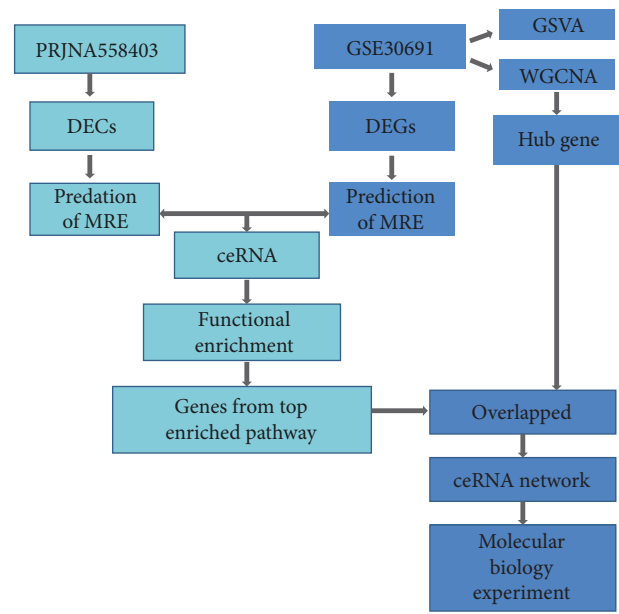 PRJNA558403
GSE30691
GSVA
WGCNA
DECs
DEGs
Hub gene
Predation
of MRE
Prediction
of MRE
ceRNA
Functional
enrichment
Genes from top
enriched pathway
Overlapped
ceRNA network
Molecular
biology
experiment